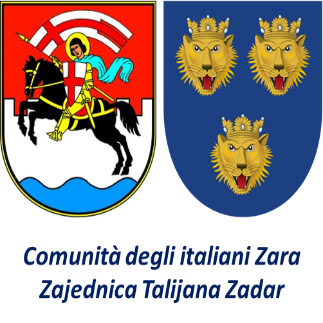 Comunità degli italiani Zara
Zajednica Talijana Zadar